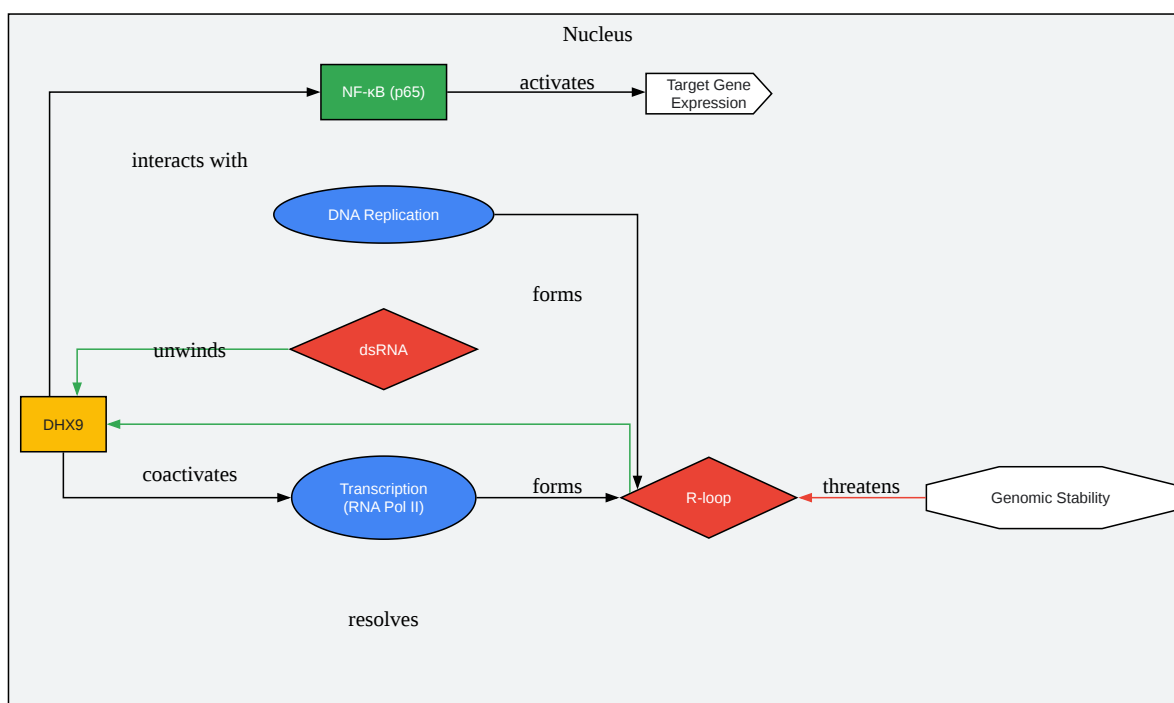 Nucleus
NF-κB (p65)
activates
Target Gene
Expression
interacts with
DNA Replication
forms
unwinds
dsRNA
DHX9
coactivates
Transcription
(RNA Pol II)
forms
R-loop
threatens
Genomic Stability
resolves